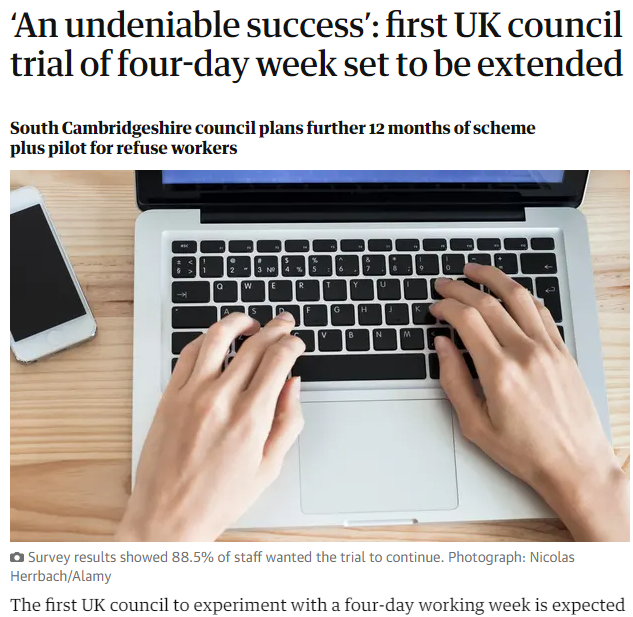 ‘An undeniable success’: first UK council
trial of four-day week set to be extended
South Cambridgeshire council plans further 12 months of scheme
plus pilot for refuse workers
Q W E R T Y U I
A S D F G H J K
C V B N M
Survey results showed 88.5% of staff wanted the trial to continue. Photograph: Nicolas
Herrbach/Alamy
The first UK council to experiment with a four-day working week is expected